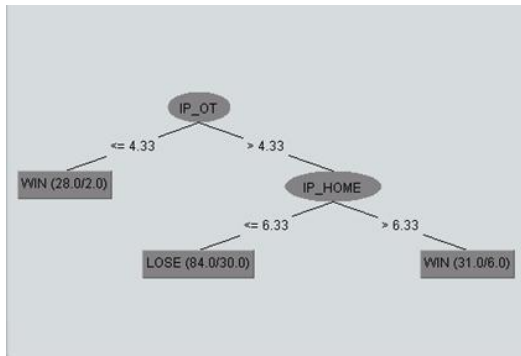 IP_OT
<= 4.33
> 4.33
WIN (28.0/2.0)
IP_HOME
<= 6.33
> 6.33
LOSE (84.0/30.0)
WIN (31.0/6.0)